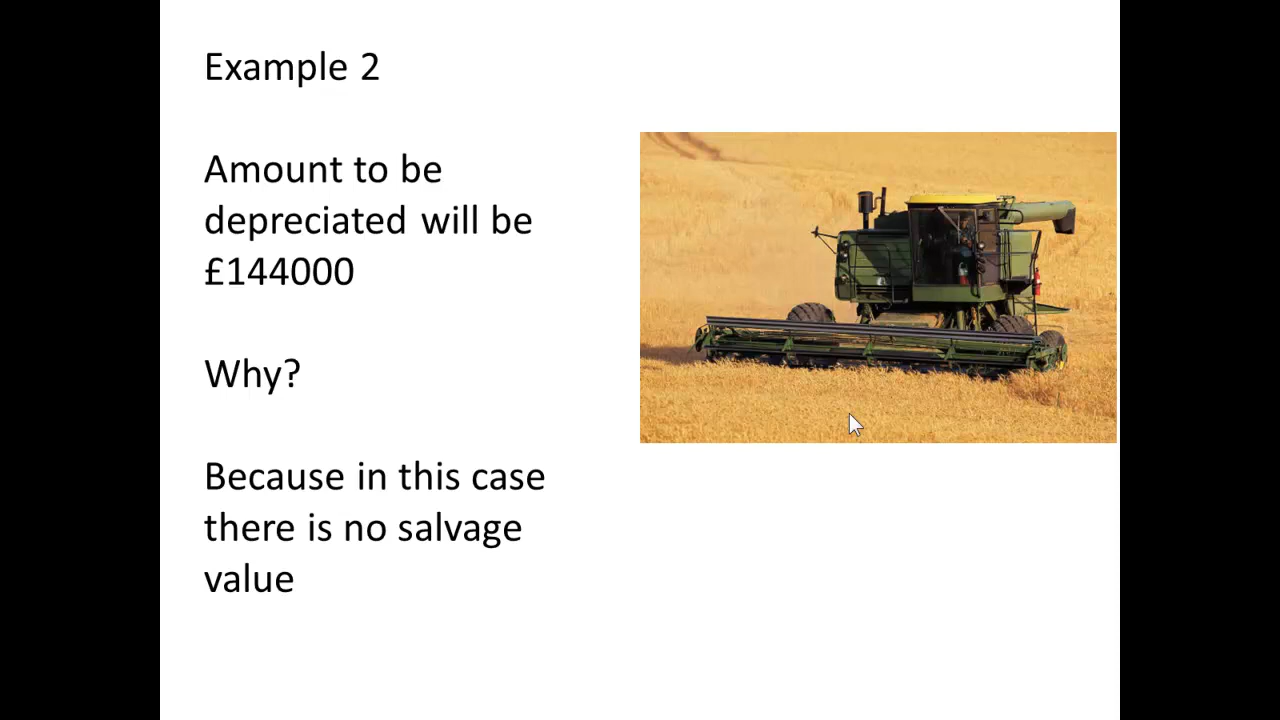 Example 2
Amount to be
depreciated will be
£144000
Why?
Because in this case
there is no salvage
value